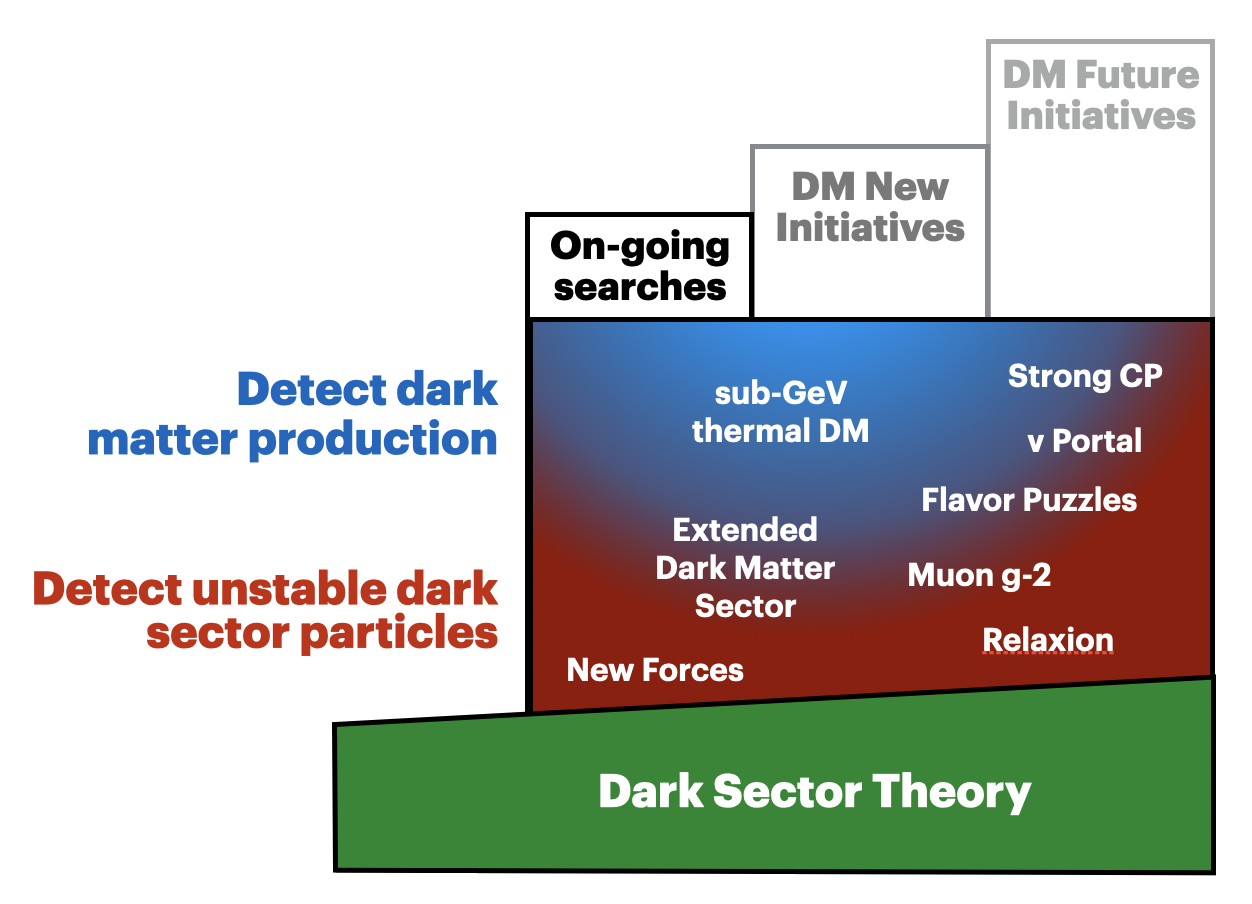 DM Future
Initiatives
DM New
Initiatives
On-going
searches
Detect dark
matter production
Detect unstable dark
sector particles
sub-GeV
thermal DM
Strong CP
v Portal
Flavor Puzzles
Extended
Dark Matter
Sector
Muon g-2
Relaxion
New Forces
Dark Sector Theory